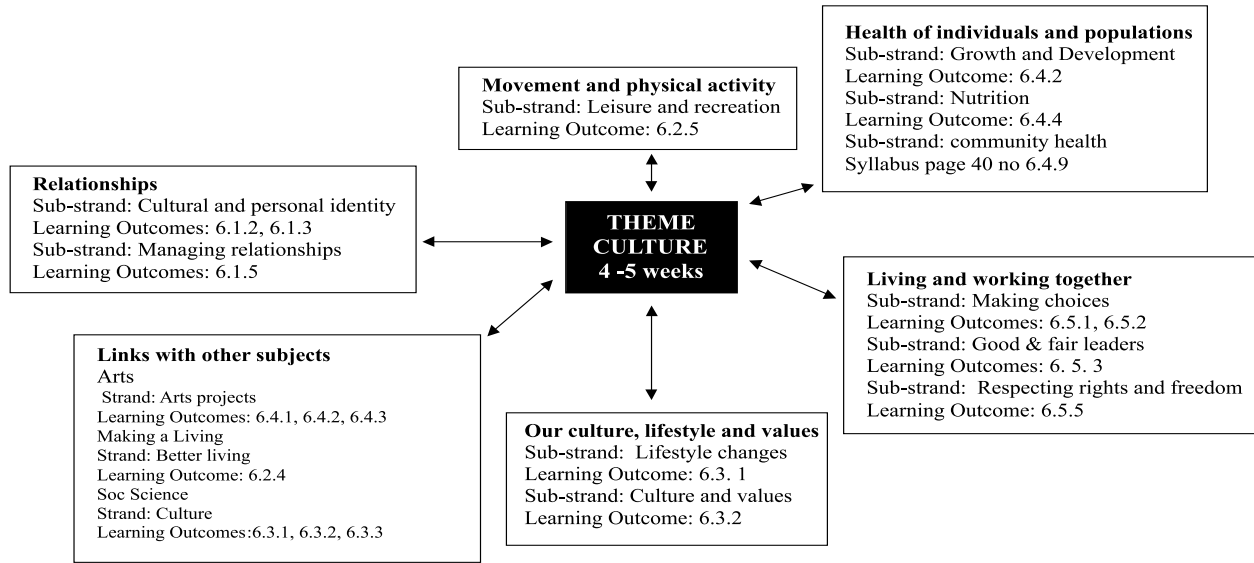 Health of individuals and populations
Sub-strand: Growth and Development
Learning Outcome: 6.4.2
Sub-strand: Nutrition
Learning Outcome: 6.4.4
Sub-strand: community health
Syllabus page 40 no 6.4.9
Movement and physical activity
Sub-strand: Leisure and recreation
Learning Outcome: 6.2.5
Relationships
Sub-strand: Cultural and personal identity
Learning Outcomes: 6.1.2, 6.1.3
Sub-strand: Managing relationships
Learning Outcomes: 6.1.5
THEME
CULTURE
4 -5 weeks
Living and working together
Sub-strand: Making choices
Learning Outcomes: 6.5.1, 6.5.2
Sub-strand: Good & fair leaders
Learning Outcomes: 6. 5. 3
Sub-strand:  Respecting rights and freedom
Learning Outcome: 6.5.5
Links with other subjects
Arts
Strand: Arts projects
Learning Outcomes: 6.4.1, 6.4.2, 6.4.3
Making a Living
Strand: Better living
Learning Outcome: 6.2.4
Soc Science
Strand: Culture
Learning Outcomes:6.3.1, 6.3.2, 6.3.3
Our culture, lifestyle and values
Sub-strand:  Lifestyle changes
Learning Outcome: 6.3. 1
Sub-strand: Culture and values
Learning Outcome: 6.3.2